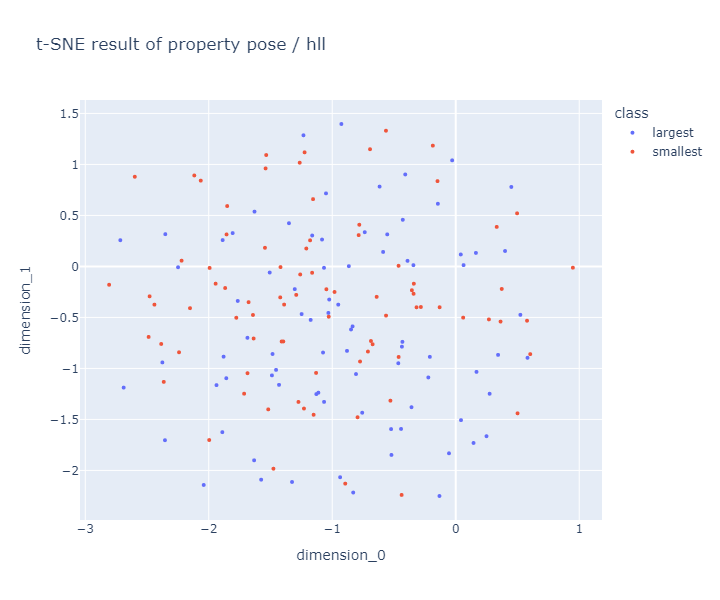 t-SNE result of property pose / hll
class
largest
smallest
1.5
1
0.5
0
−0.5
−1
−1.5
−2
dimension_1
−3
−2
−1
0
1
dimension_0